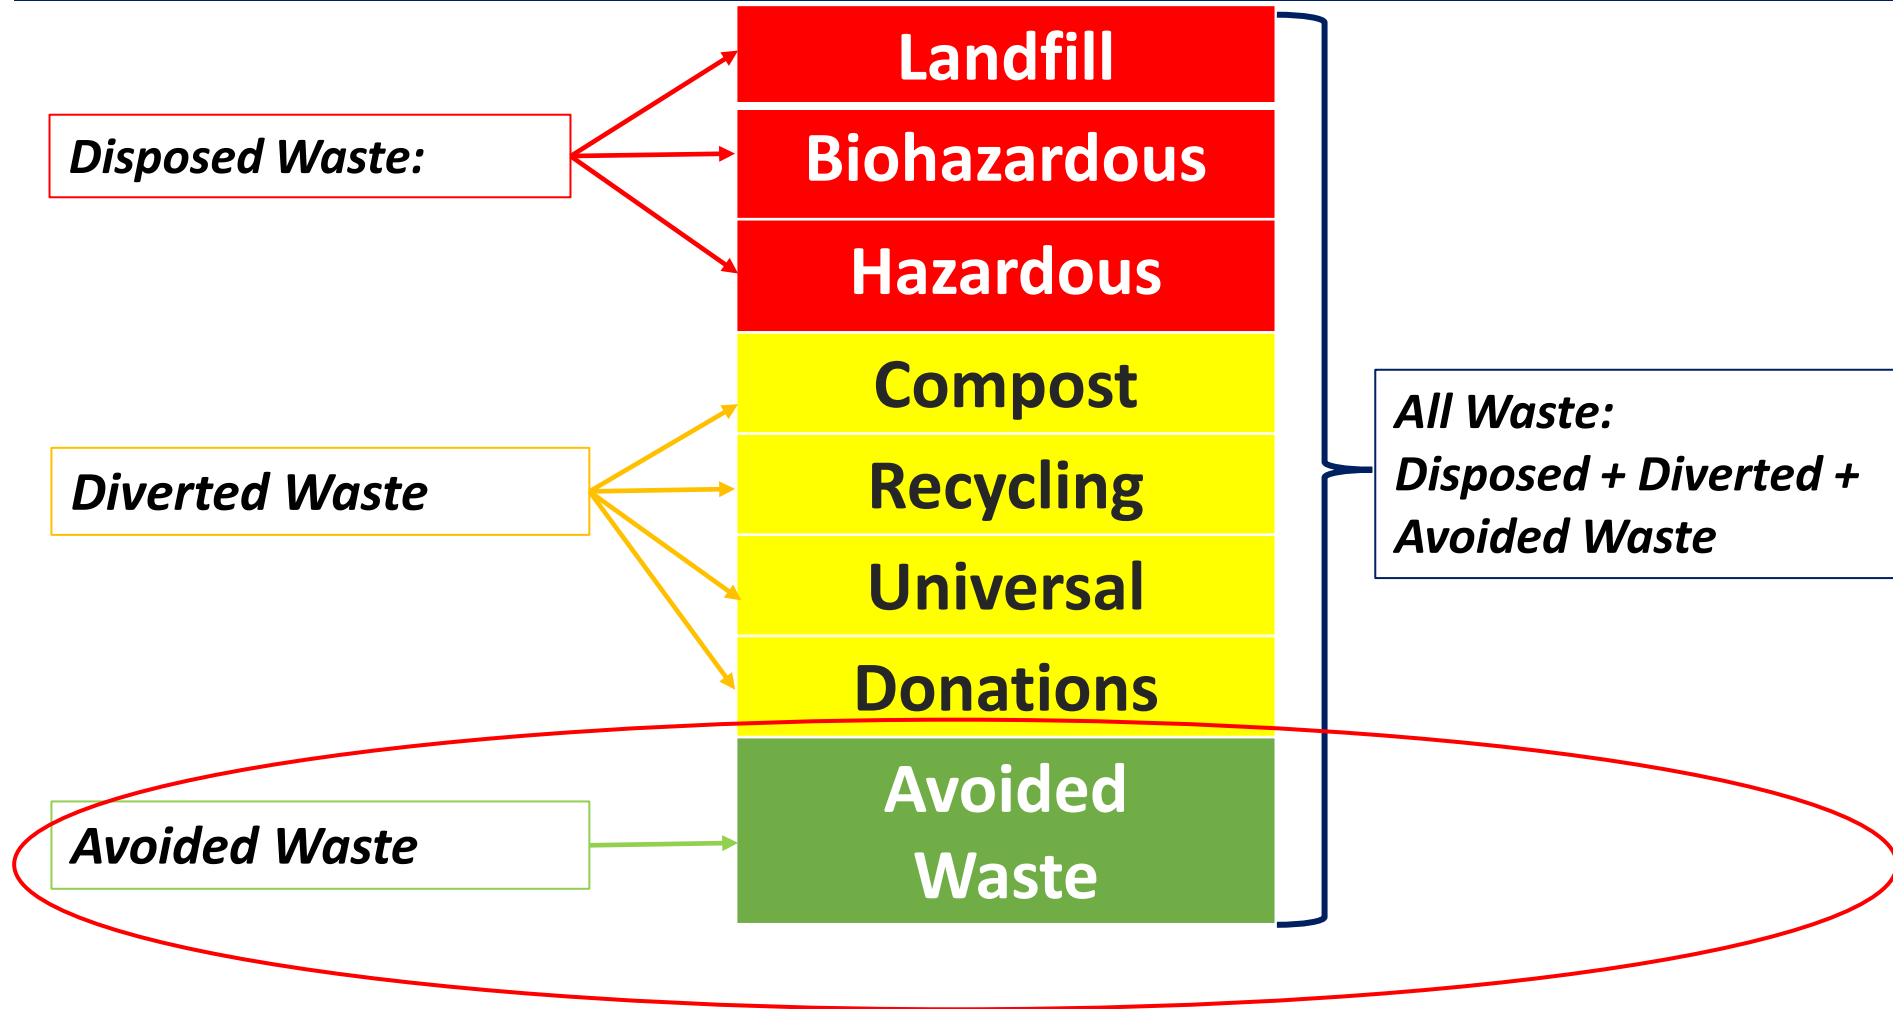 Landfill
Disposed Waste:
Biohazardous
Hazardous
Compost
Diverted Waste
Recycling
Universal
Donations
All Waste:
Disposed + Diverted +
Avoided Waste
Avoided Waste
Avoided
Waste